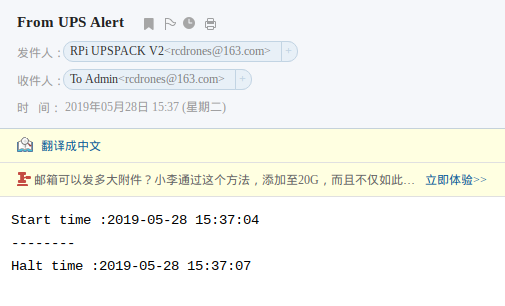 From UPS Alert
发件人：RPi UPSPACK V2<rcdrones@163.com> +
收件人：To Admin<rcdrones@163.com> +
时 间：2019年05月28日 15:37 (星期二)
翻译成中文
邮箱可以发多大附件？小李通过这个方法，添加至20G，而且不仅如此… 立即体验>>
Start time :2019-05-28 15:37:04
--------
Halt time :2019-05-28 15:37:07